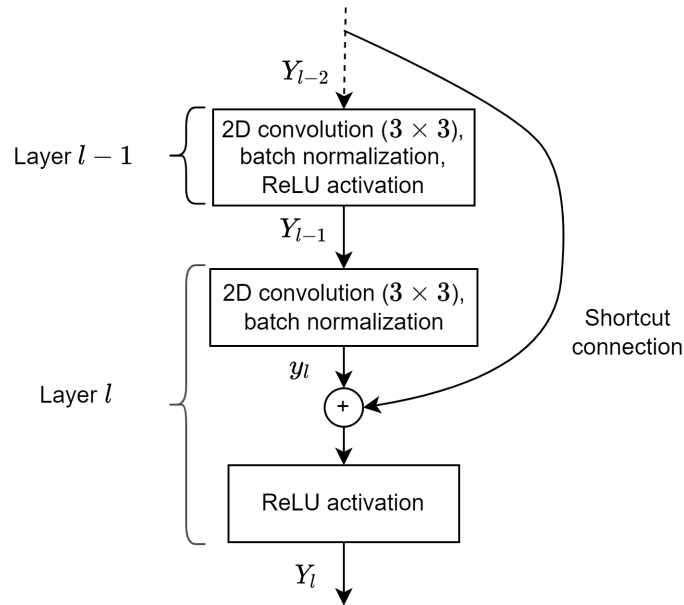 Y_{l−2}
2D convolution (3 × 3),
batch normalization,
ReLU activation
Layer l − 1
Y_{l−1}
2D convolution (3 × 3),
batch normalization
Shortcut
connection
y_l
Layer l
+
ReLU activation
Y_l